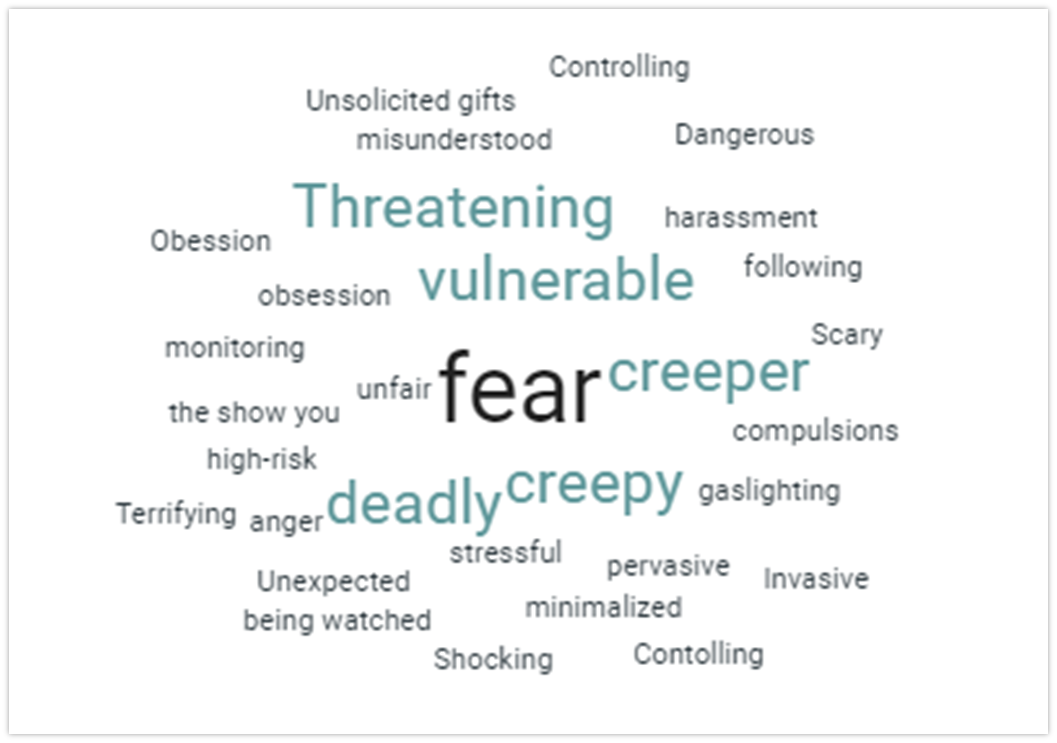 Controlling
Unsolicited gifts
misunderstood
Dangerous
Threatening
harassment
Obession
vulnerable
following
obsession
Scary
monitoring
unfair
fear
creeper
the show you
compulsions
high-risk
Terrifying
anger
deadly
creepy
gaslighting
stressful
pervasive
Invasive
Unexpected
minimalized
being watched
Shocking
Contolling